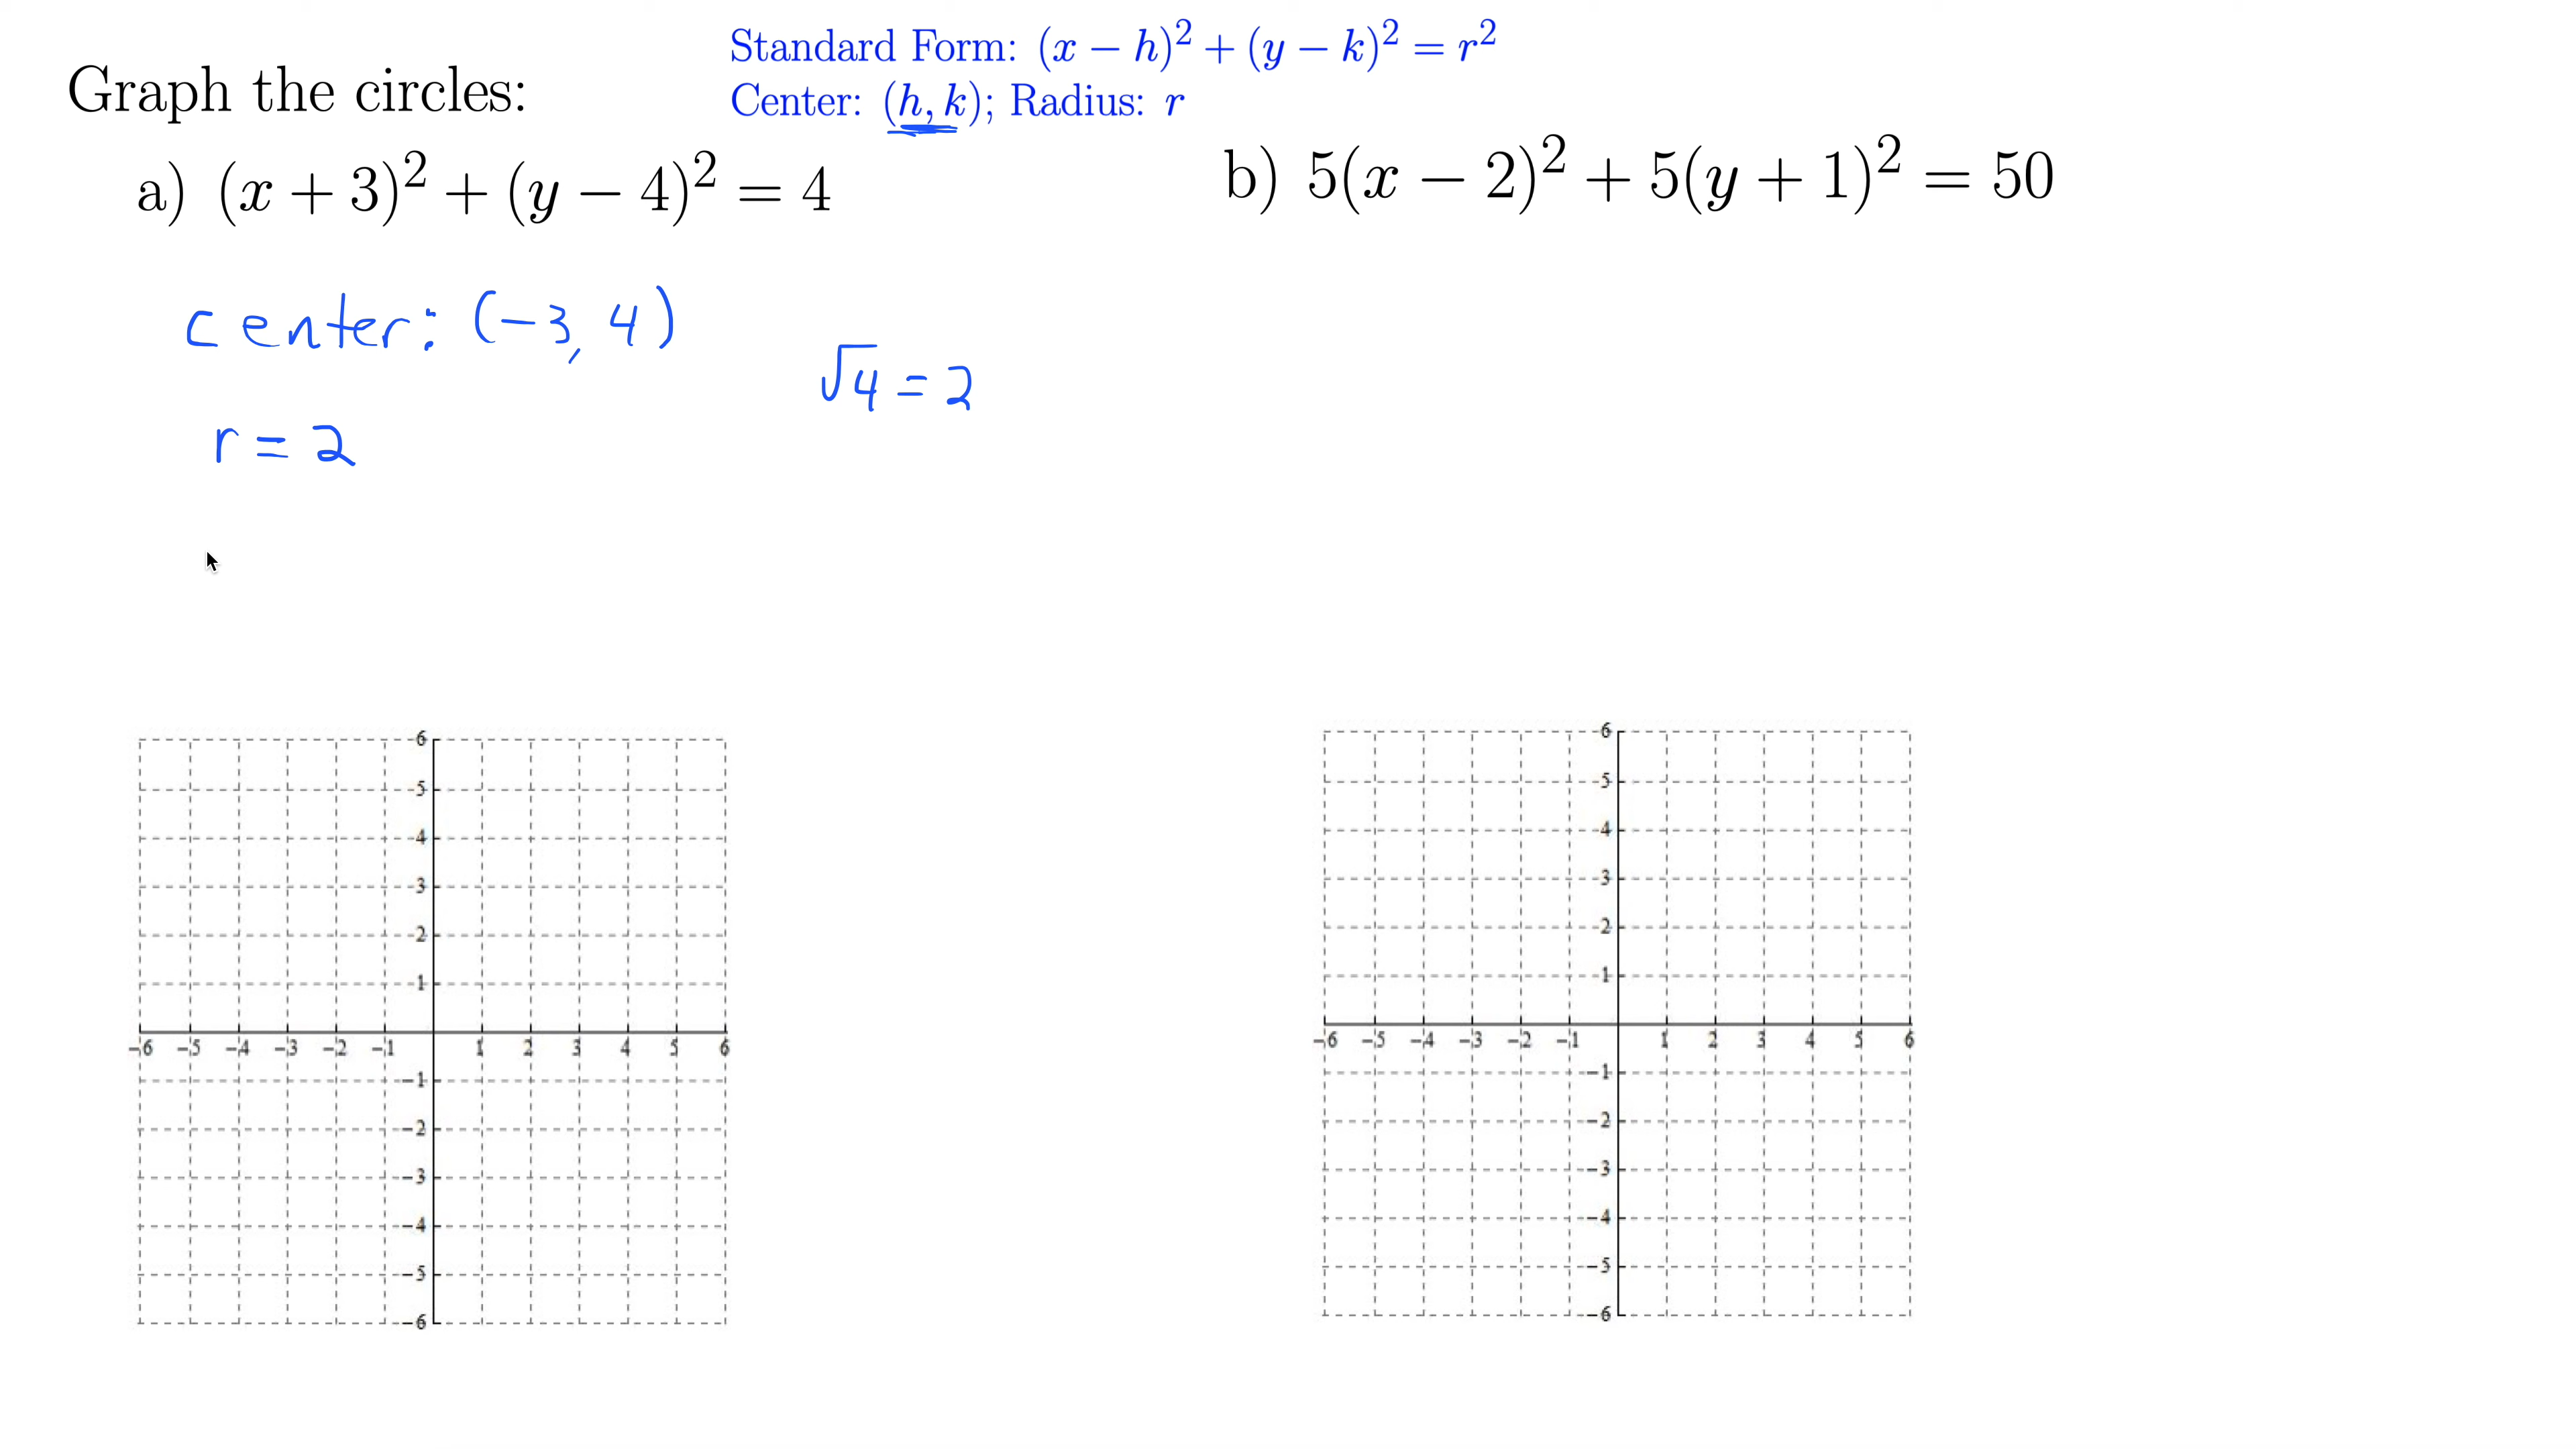 Standard Form: (x − h)² + (y − k)² = r²
Graph the circles:
Center: (h, k); Radius: r
a) (x + 3)² + (y − 4)² = 4
b) 5(x − 2)² + 5(y + 1)² = 50
center: (−3, 4)
√4 = 2
r = 2
6
5
4
3
2
1
−6 −5 −4 −3 −2 −1 1 2 3 4 5 6
−1
−2
−3
−4
−5
−6
6
5
4
3
2
1
−6 −5 −4 −3 −2 −1 1 2 3 4 5 6
−1
−2
−3
−4
−5
−6